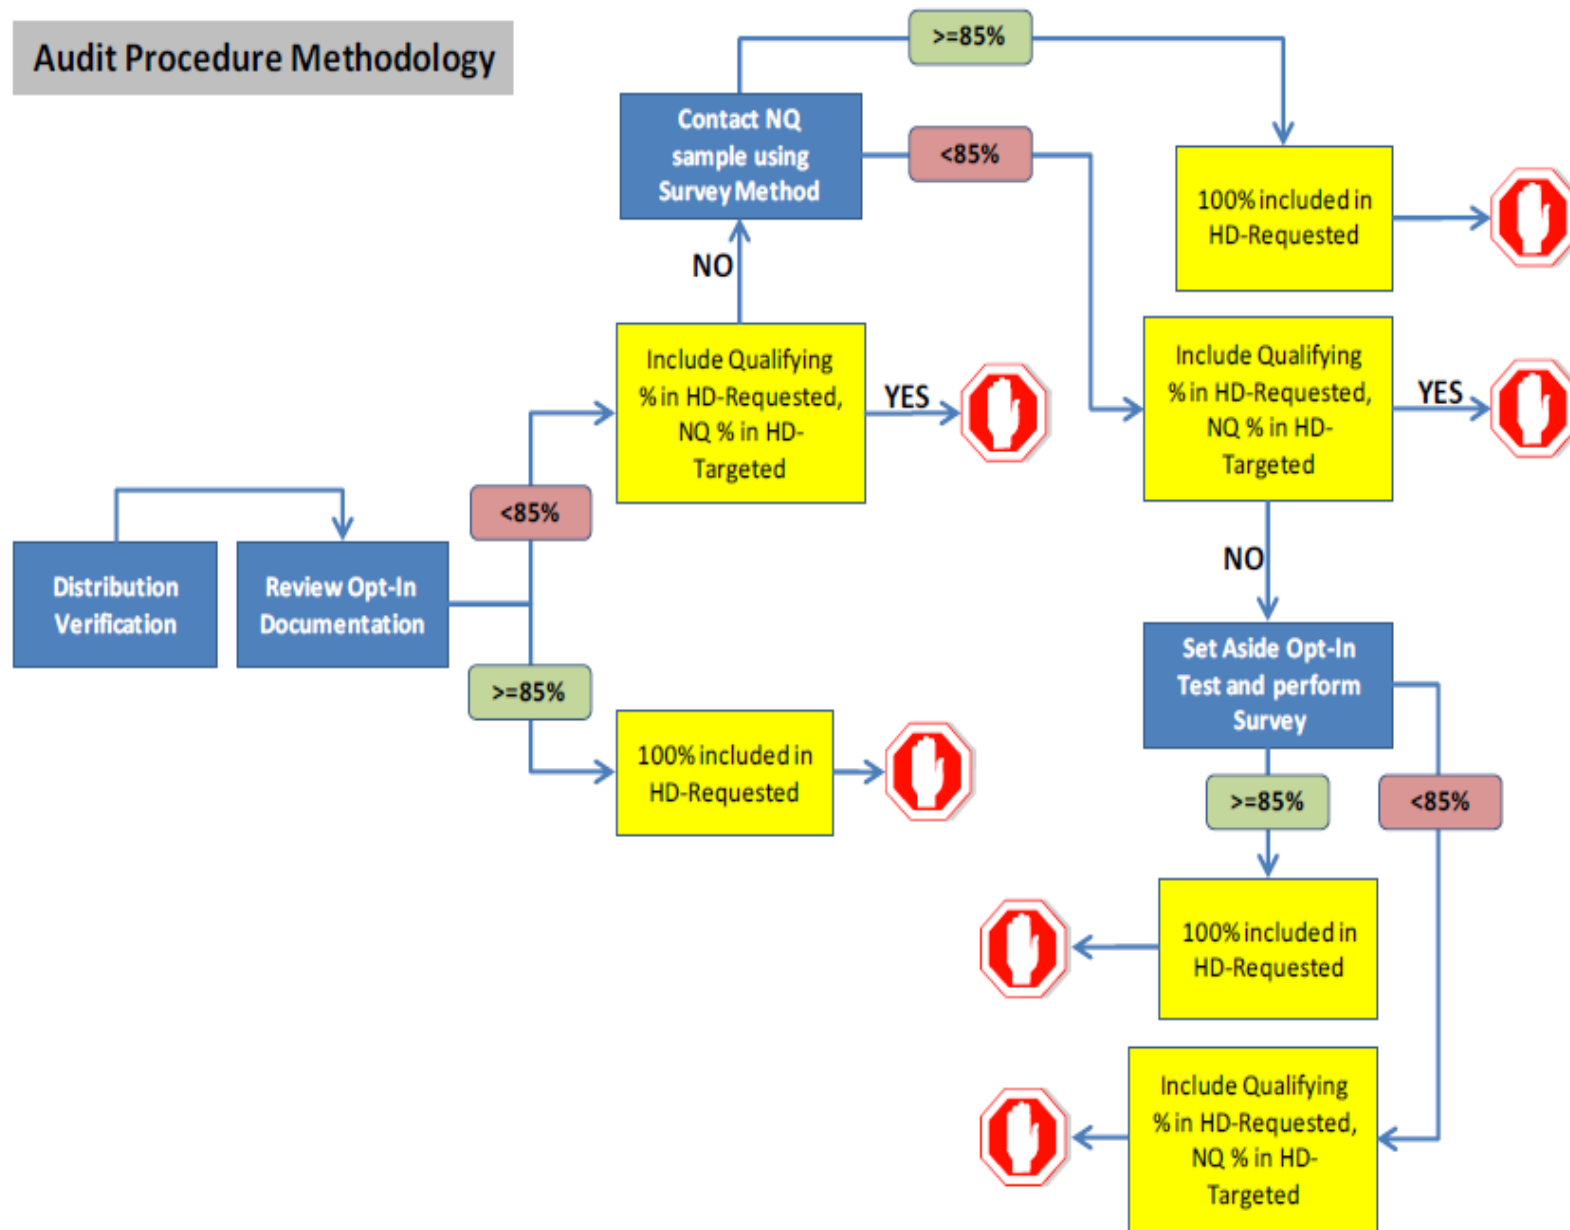 Audit Procedure Methodology
>=85%
Contact NQ
sample using
Survey Method
<85%
100% included in
HD-Requested
NO
Include Qualifying
% in HD-Requested,
NQ % in HD-
Targeted
YES
Include Qualifying
% in HD-Requested,
NQ % in HD-
Targeted
YES
<85%
Distribution
Verification
Review Opt-In
Documentation
NO
>=85%
Set Aside Opt-In
Test and perform
Survey
100% included in
HD-Requested
>=85%
<85%
100% included in
HD-Requested
Include Qualifying
% in HD-Requested,
NQ % in HD-
Targeted